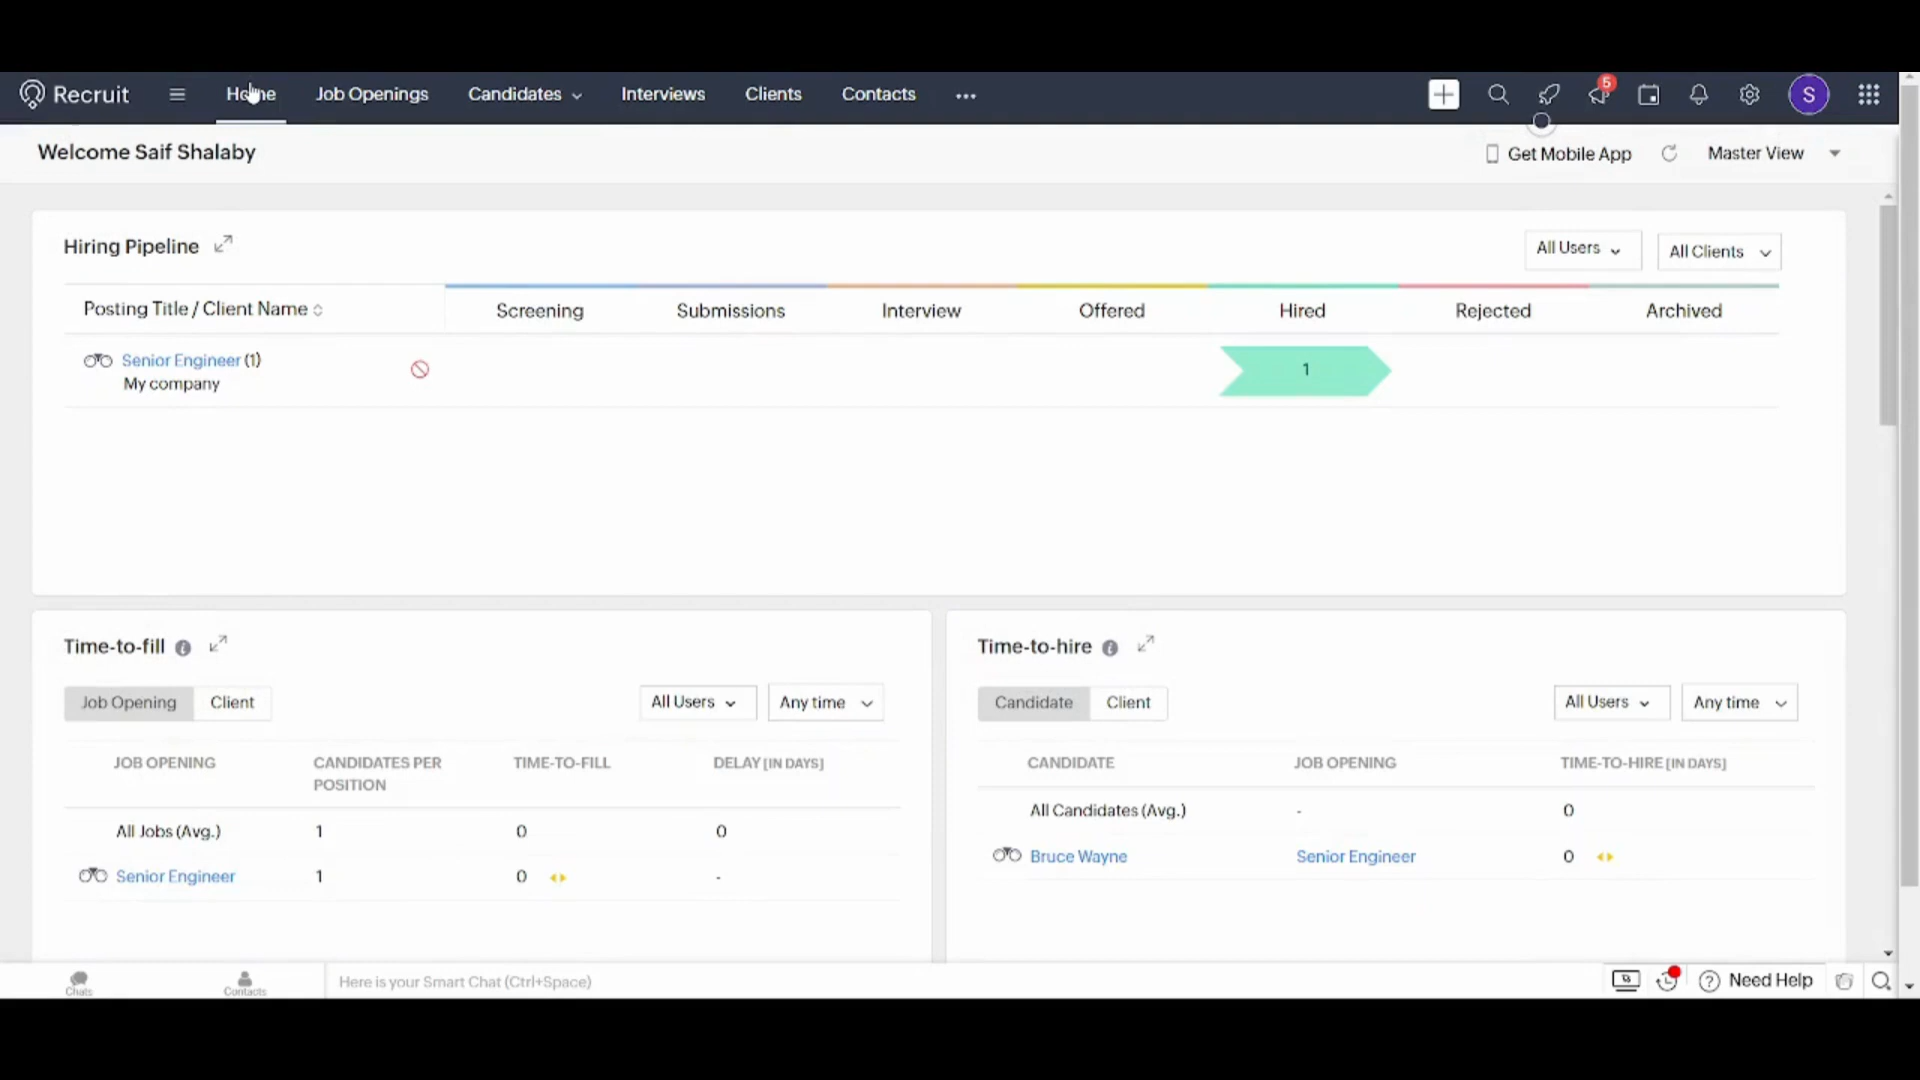 Recruit Home Job Openings Candidates Interviews Clients Contacts 5 S
Welcome Saif Shalaby Get Mobile App Master View
Hiring Pipeline All Users All Clients
Posting Title / Client Name Screening Submissions Interview Offered Hired Rejected Archived
Senior Engineer (1) 1
My company
Time-to-fill
Job Opening Client All Users Any time
JOB OPENING CANDIDATES PER POSITION TIME-TO-FILL DELAY [IN DAYS]
All Jobs (Avg.) 1 0 0
Senior Engineer 1 0 -
Time-to-hire
Candidate Client All Users Any time
CANDIDATE JOB OPENING TIME-TO-HIRE [IN DAYS]
All Candidates (Avg.) - 0
Bruce Wayne Senior Engineer 0
Chats Contacts Here is your Smart Chat (Ctrl+Space) Need Help